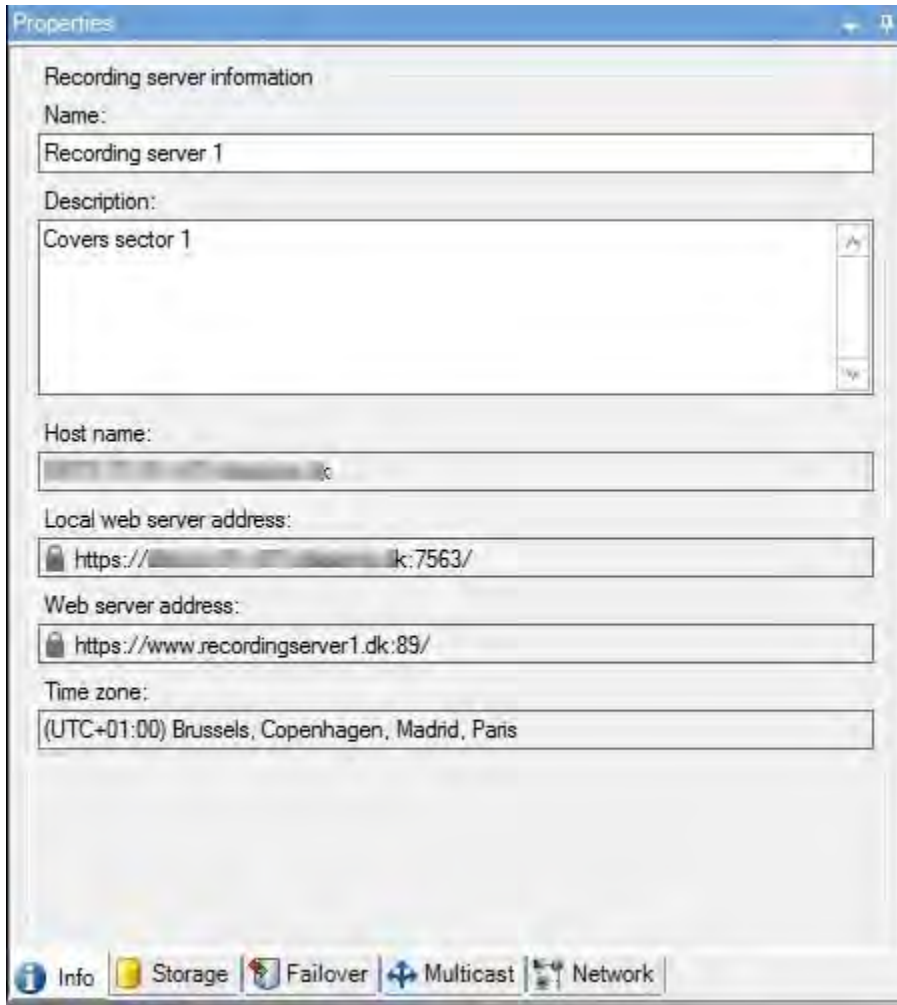 Properties
Recording server information
Name:
Recording server 1
Description:
Covers sector 1
Host name:
Local web server address:
https:// k:7563/
Web server address:
https://www.recordingserver1.dk:89/
Time zone:
(UTC+01:00) Brussels, Copenhagen, Madrid, Paris
Info Storage Failover Multicast Network